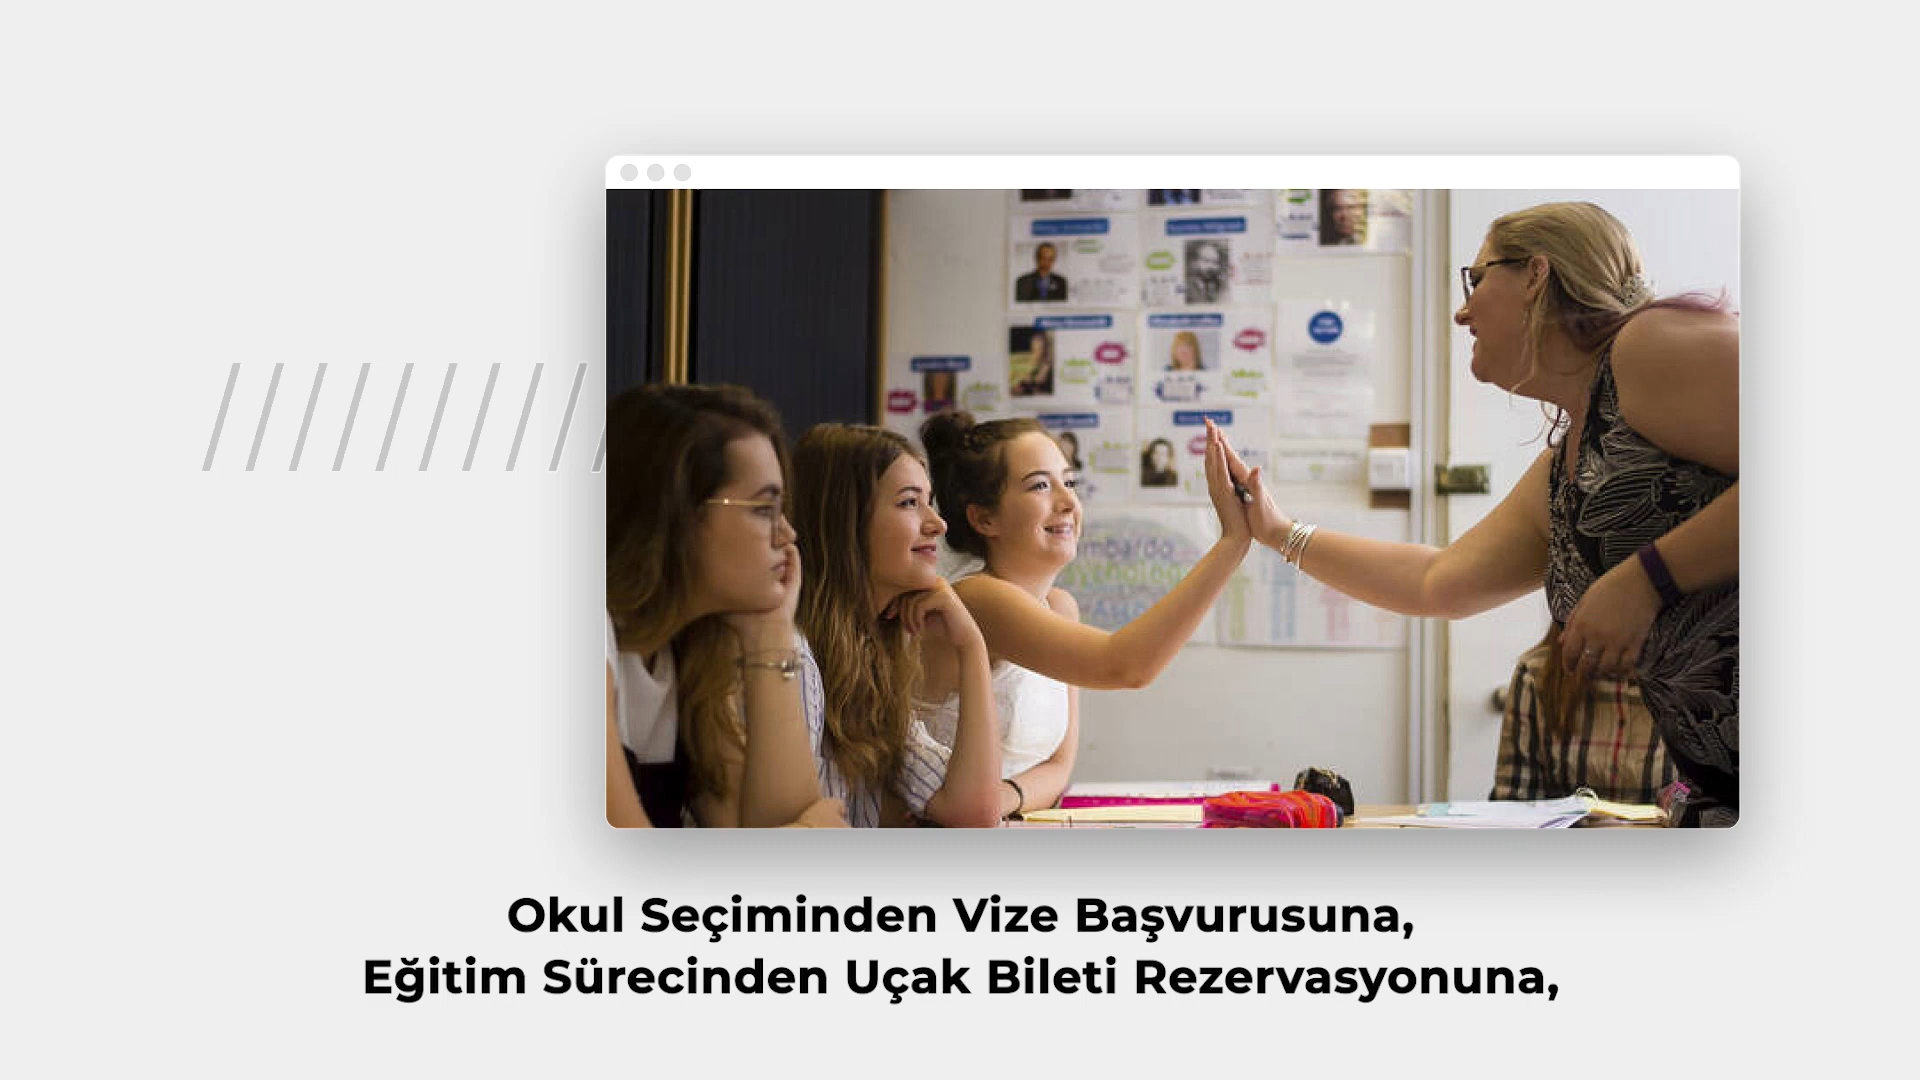 Okul Seçiminden Vize Başvurusuna,
Eğitim Sürecinden Uçak Bileti Rezervasyonuna,